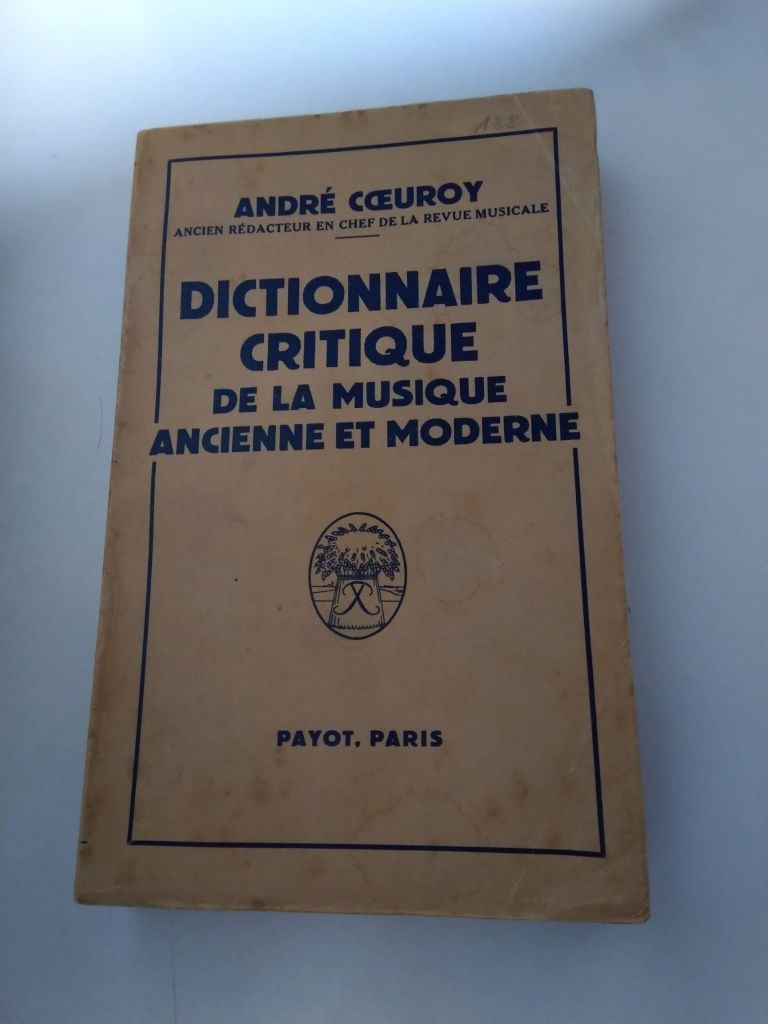 128
ANDRÉ CŒUROY
ANCIEN RÉDACTEUR EN CHEF DE LA REVUE MUSICALE
DICTIONNAIRE
CRITIQUE
DE LA MUSIQUE
ANCIENNE ET MODERNE
PAYOT, PARIS